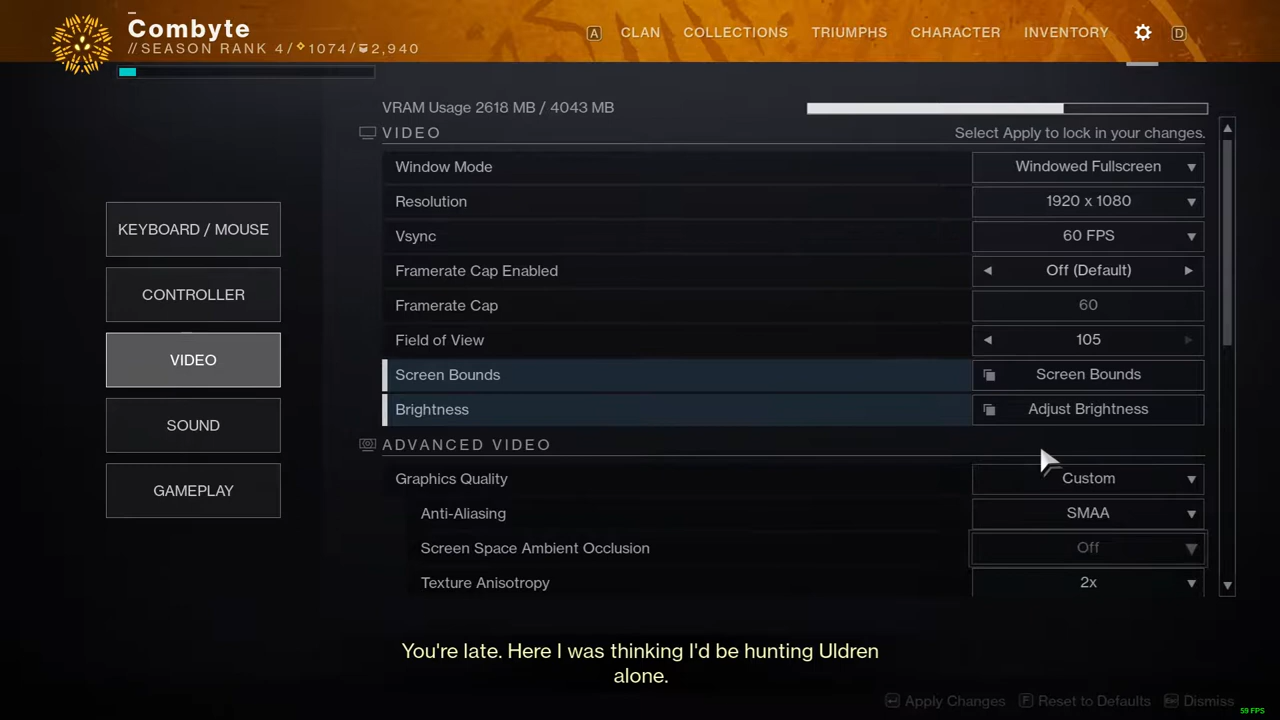 Combyte
A CLAN COLLECTIONS TRIUMPHS CHARACTER INVENTORY D
//SEASON RANK 4/1074/2,940
VRAM Usage 2618 MB / 4043 MB
VIDEO Select Apply to lock in your changes.
Window Mode Windowed Fullscreen
Resolution 1920 x 1080
Vsync 60 FPS
Framerate Cap Enabled Off (Default)
Framerate Cap 60
Field of View 105
Screen Bounds Screen Bounds
Brightness Adjust Brightness
ADVANCED VIDEO
Graphics Quality Custom
Anti-Aliasing SMAA
Screen Space Ambient Occlusion Off
Texture Anisotropy 2x
KEYBOARD / MOUSE
CONTROLLER
VIDEO
SOUND
GAMEPLAY
You're late. Here I was thinking I'd be hunting Uldren
alone.
Apply Changes F Reset to Defaults Esc Dismiss
59 FPS